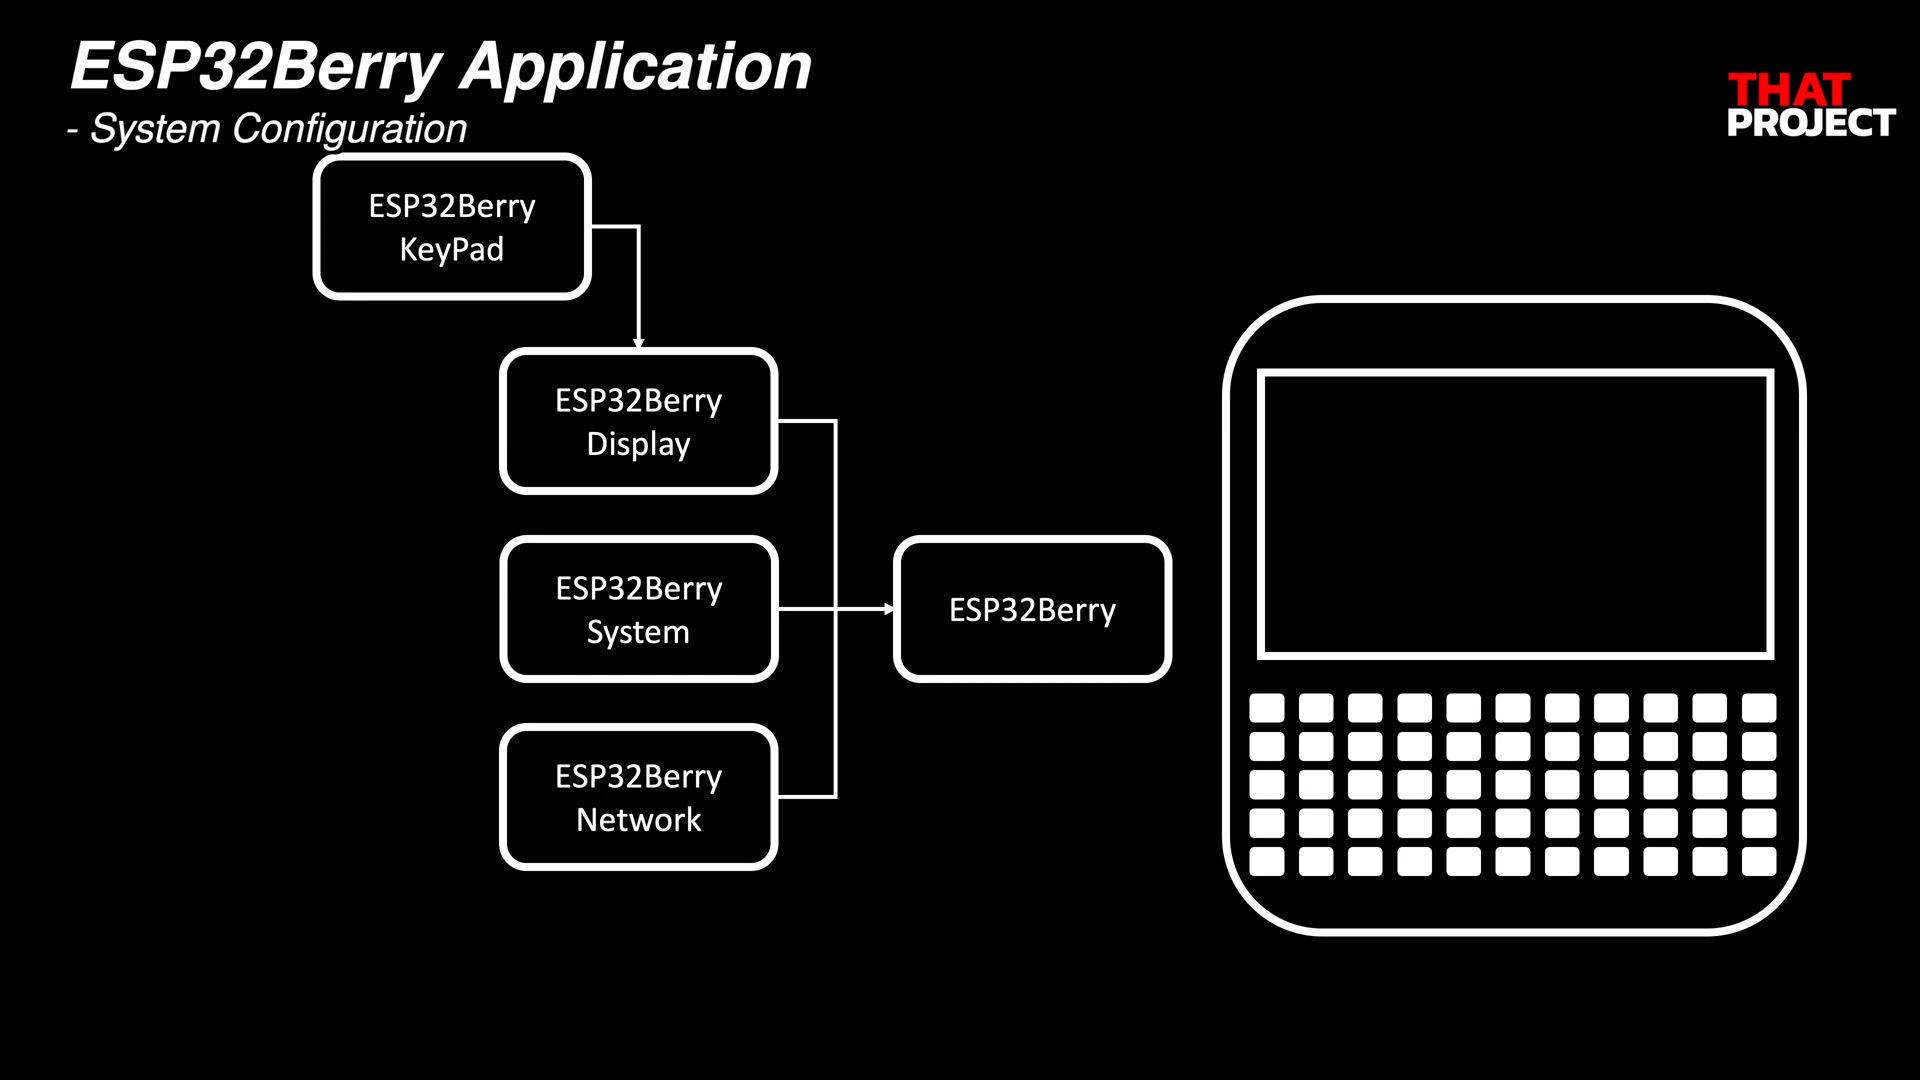 ESP32Berry Application
- System Configuration
THAT
PROJECT
ESP32Berry
KeyPad
ESP32Berry
Display
ESP32Berry
System
ESP32Berry
ESP32Berry
Network